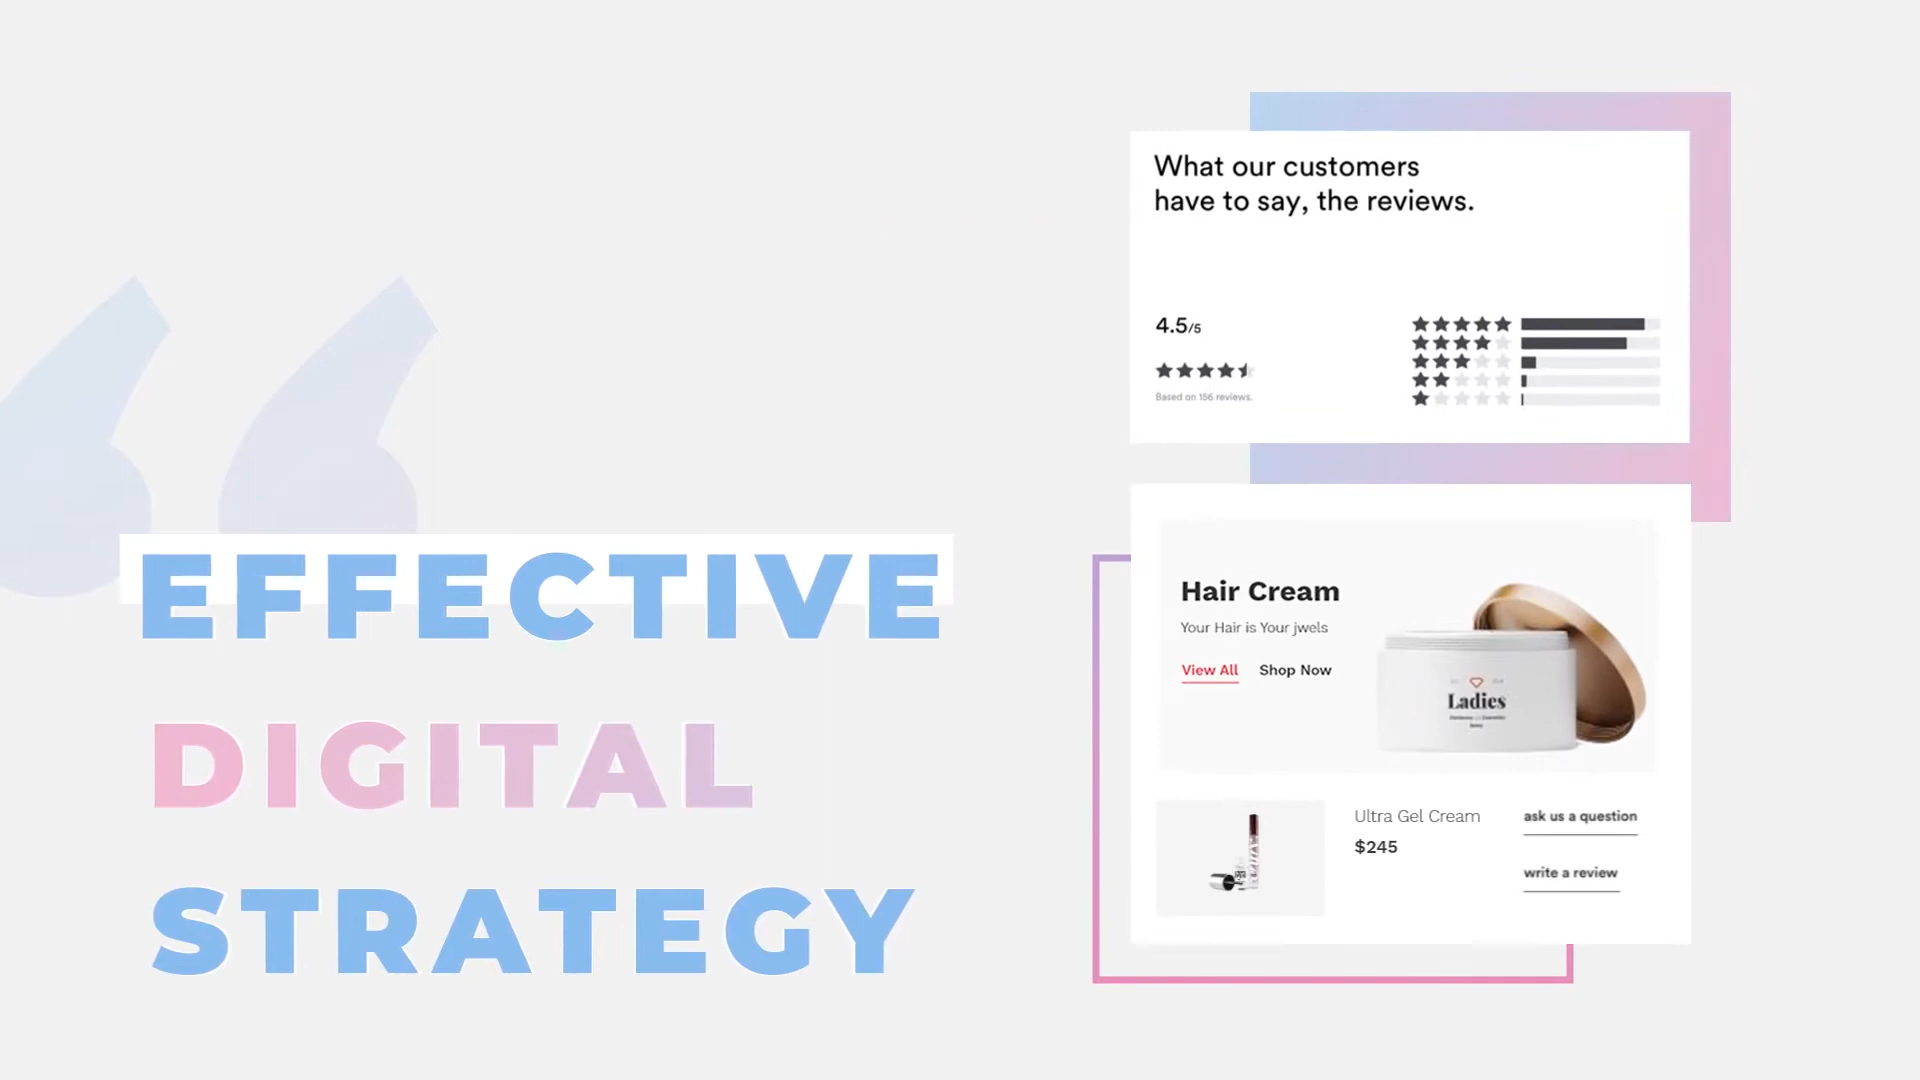 EFFECTIVE
DIGITAL
STRATEGY
What our customers
have to say, the reviews.
4.5/5
Based on 156 reviews.
Hair Cream
Your Hair is Your jwels
View All Shop Now
Ladies
Ultra Gel Cream
$245
ask us a question
write a review